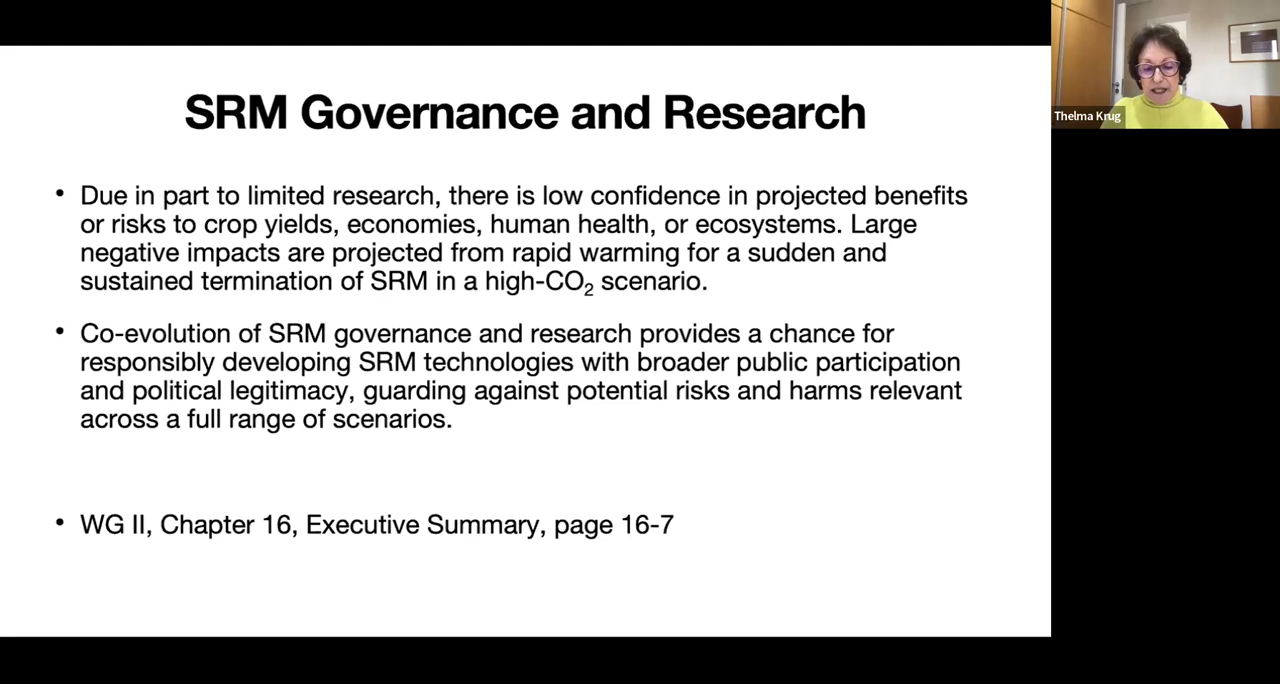 SRM Governance and Research
• Due in part to limited research, there is low confidence in projected benefits
or risks to crop yields, economies, human health, or ecosystems. Large
negative impacts are projected from rapid warming for a sudden and
sustained termination of SRM in a high-CO₂ scenario.
• Co-evolution of SRM governance and research provides a chance for
responsibly developing SRM technologies with broader public participation
and political legitimacy, guarding against potential risks and harms relevant
across a full range of scenarios.
• WG II, Chapter 16, Executive Summary, page 16-7
Thelma Krug